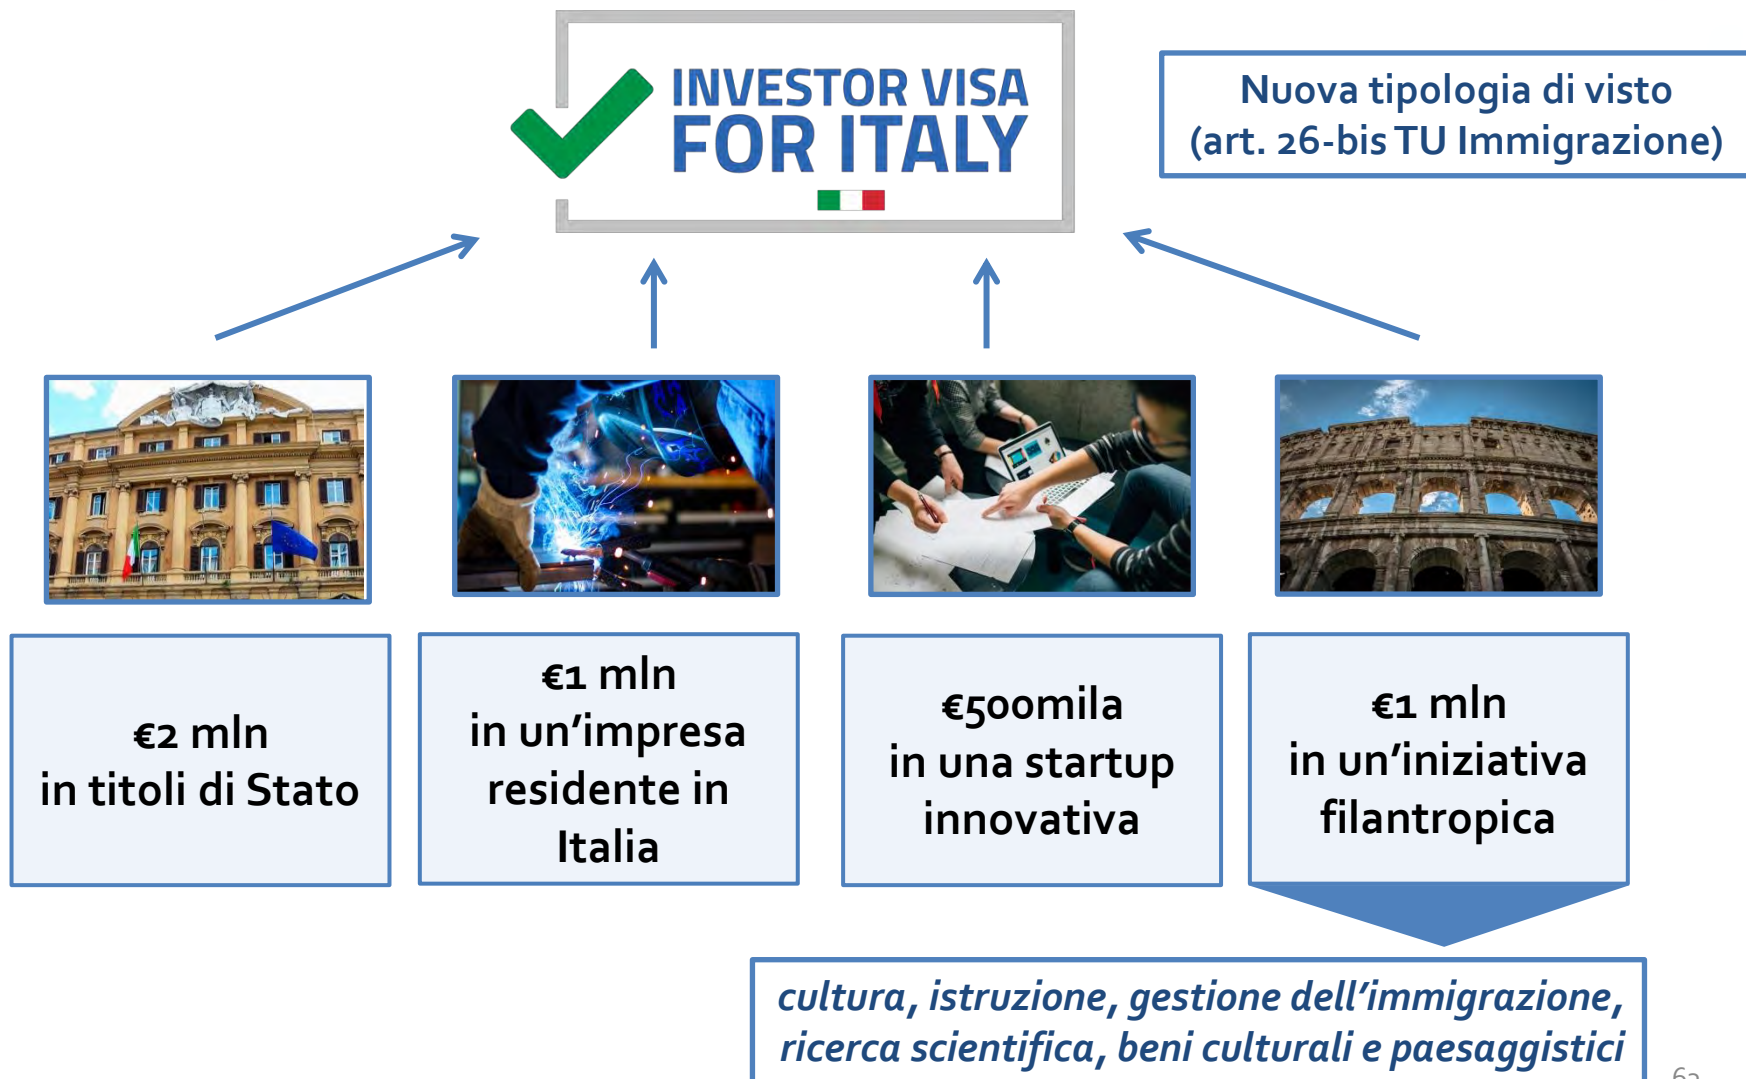 INVESTOR VISA
FOR ITALY
Nuova tipologia di visto
(art. 26-bis TU Immigrazione)
€2 mln
in titoli di Stato
€1 mln
in un’impresa
residente in
Italia
€500mila
in una startup
innovativa
€1 mln
in un’iniziativa
filantropica
cultura, istruzione, gestione dell’immigrazione,
ricerca scientifica, beni culturali e paesaggistici